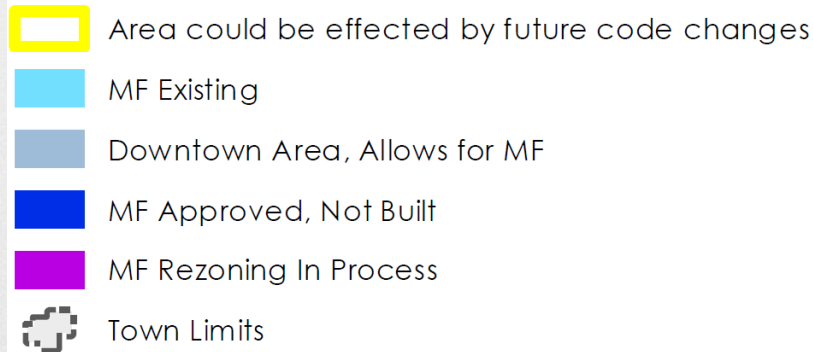 Area could be effected by future code changes
MF Existing
Downtown Area, Allows for MF
MF Approved, Not Built
MF Rezoning In Process
Town Limits